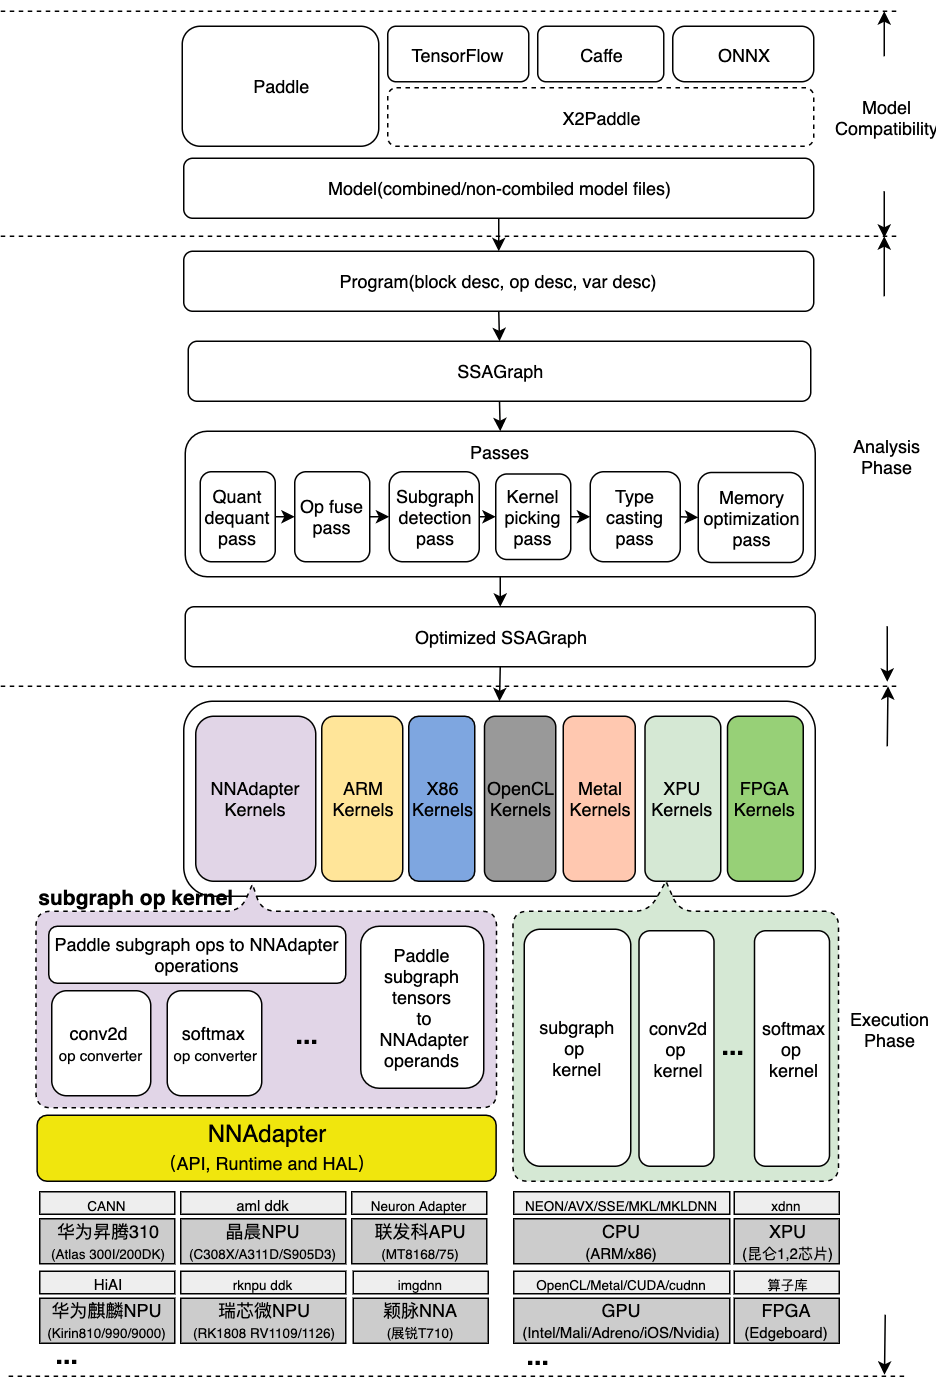 Paddle
TensorFlow
Caffe
ONNX
X2Paddle
Model
Compatibility
Model(combined/non-combiled model files)
Program(block desc, op desc, var desc)
SSAGraph
Analysis
Phase
Passes
Quant
dequant
pass
Op fuse
pass
Subgraph
detection
pass
Kernel
picking
pass
Type
casting
pass
Memory
optimization
pass
Optimized SSAGraph
NNAdapter
Kernels
ARM
Kernels
X86
Kernels
OpenCL
Kernels
Metal
Kernels
XPU
Kernels
FPGA
Kernels
subgraph op kernel
Paddle subgraph ops to NNAdapter
operations
conv2d
op converter
softmax
op converter
...
Paddle
subgraph
tensors
to
NNAdapter
operands
subgraph
op
kernel
conv2d
op
kernel
...
softmax
op
kernel
Execution
Phase
NNAdapter
(API, Runtime and HAL)
CANN
华为昇腾310
(Atlas 300I/200DK)
aml ddk
晶晨NPU
(C308X/A311D/S905D3)
Neuron Adapter
联发科APU
(MT8168/75)
NEON/AVX/SSE/MKL/MKLDNN
CPU
(ARM/x86)
xdnn
XPU
(昆仑1,2芯片)
HiAI
华为麒麟NPU
(Kirin810/990/9000)
rknpu ddk
瑞芯微NPU
(RK1808 RV1109/1126)
imgdnn
颖脉NNA
(展锐T710)
OpenCL/Metal/CUDA/cudnn
GPU
(Intel/Mali/Adreno/iOS/Nvidia)
算子库
FPGA
(Edgeboard)
...
...